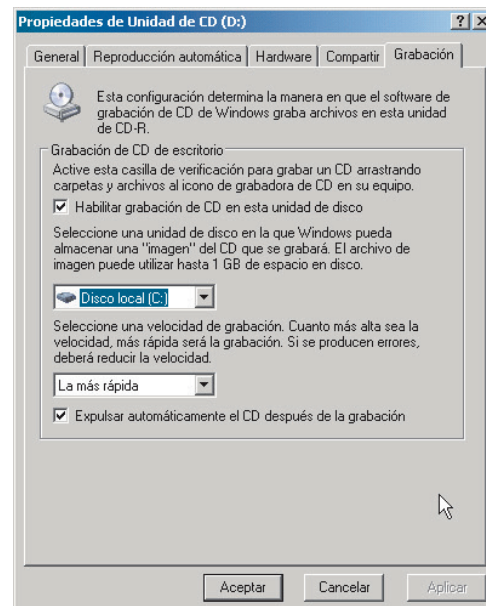 Propiedades de Unidad de CD (D:)
General
Reproducción automática
Hardware
Compartir
Grabación
Esta configuración determina la manera en que el software de
grabación de CD de Windows graba archivos en esta unidad
de CD-R.
Grabación de CD de escritorio
Active esta casilla de verificación para grabar un CD arrastrando
carpetas y archivos al icono de grabadora de CD en su equipo.
Habilitar grabación de CD en esta unidad de disco
Seleccione una unidad de disco en la que Windows pueda
almacenar una "imagen" del CD que se grabará. El archivo de
imagen puede utilizar hasta 1 GB de espacio en disco.
Disco local (C:)
Seleccione una velocidad de grabación. Cuanto más alta sea la
velocidad, más rápida será la grabación. Si se producen errores,
deberá reducir la velocidad.
La más rápida
Expulsar automáticamente el CD después de la grabación
Aceptar
Cancelar
Aplicar